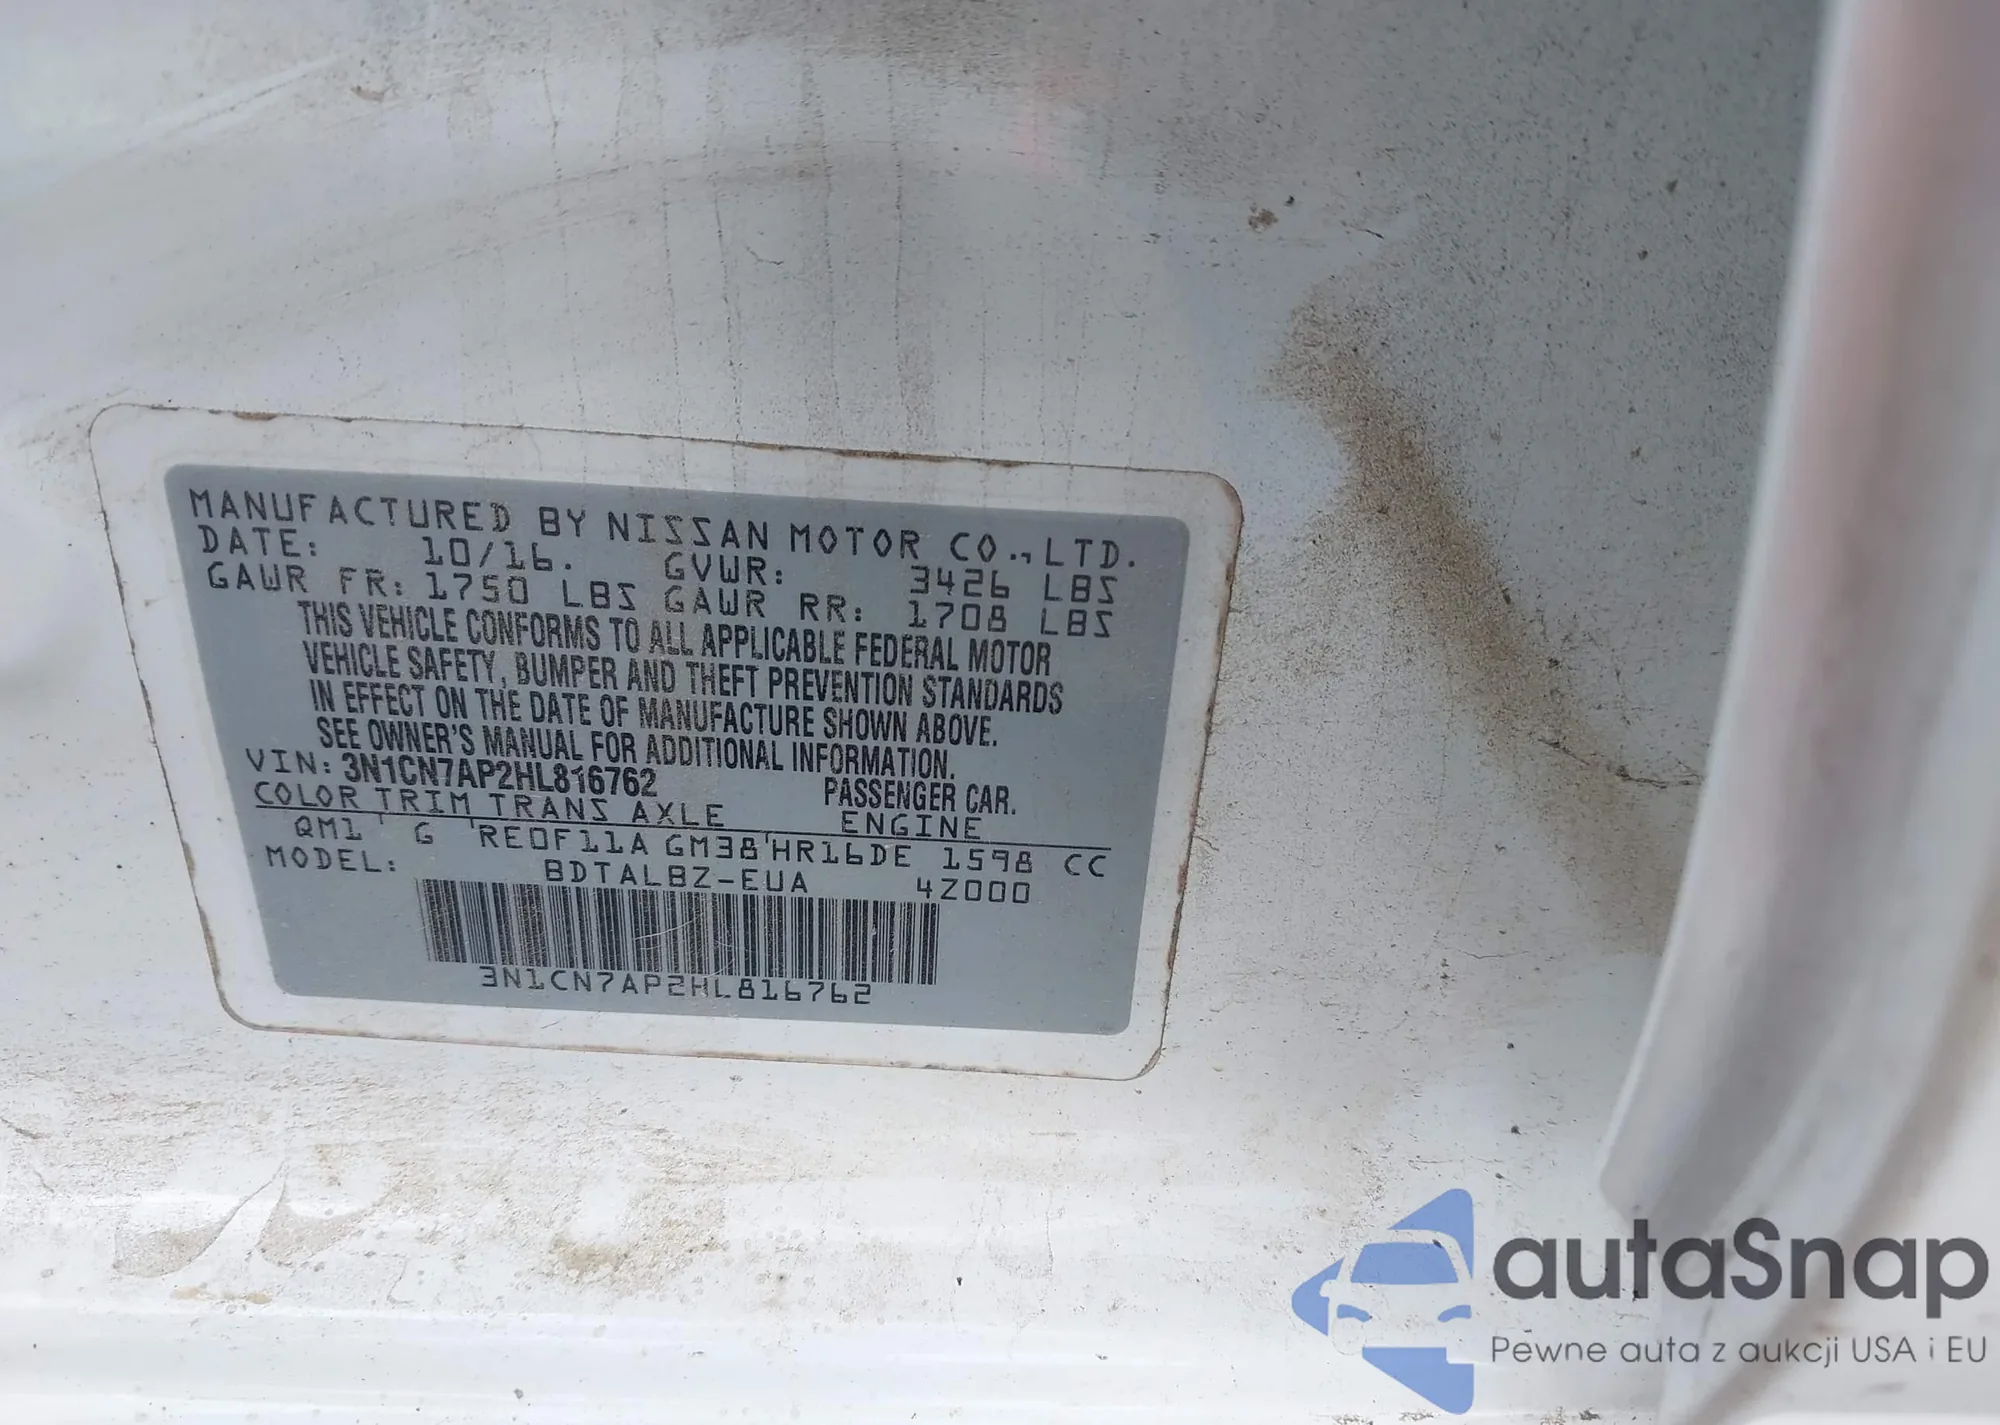 MANUFACTURED BY NISSAN MOTOR CO.,LTD.
DATE: 10/16. GVWR: 3426 LBS
GAWR FR: 1750 LBS GAWR RR: 1708 LBS
THIS VEHICLE CONFORMS TO ALL APPLICABLE FEDERAL MOTOR
VEHICLE SAFETY, BUMPER AND THEFT PREVENTION STANDARDS
IN EFFECT ON THE DATE OF MANUFACTURE SHOWN ABOVE.
SEE OWNER'S MANUAL FOR ADDITIONAL INFORMATION.
VIN: 3N1CN7AP2HL816762 PASSENGER CAR.
COLOR TRIM TRANS AXLE ENGINE
QM1 G RE0F11A GM38 HR16DE 1598 CC
MODEL: BDTALBZ-EUA 4Z000
3N1CN7AP2HL816762
autaSnap
Pewne auta z aukcji USA i EU